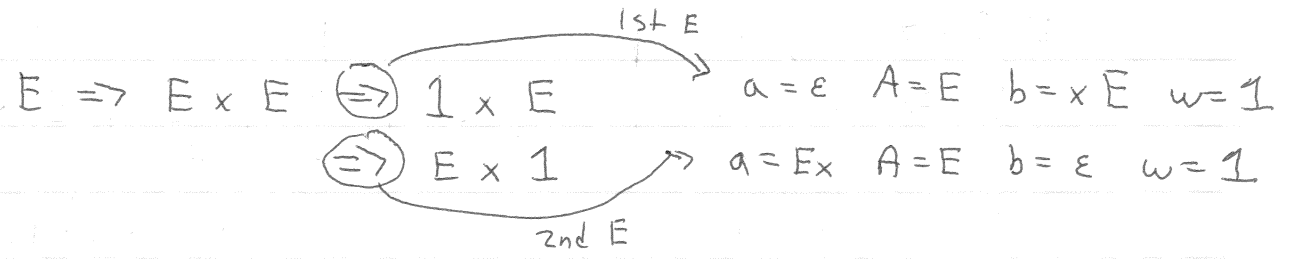 1st E
E => E x E => 1 x E a = ε A = E b = x E w = 1
=> E x 1 => a = Ex A = E b = ε w = 1
2nd E